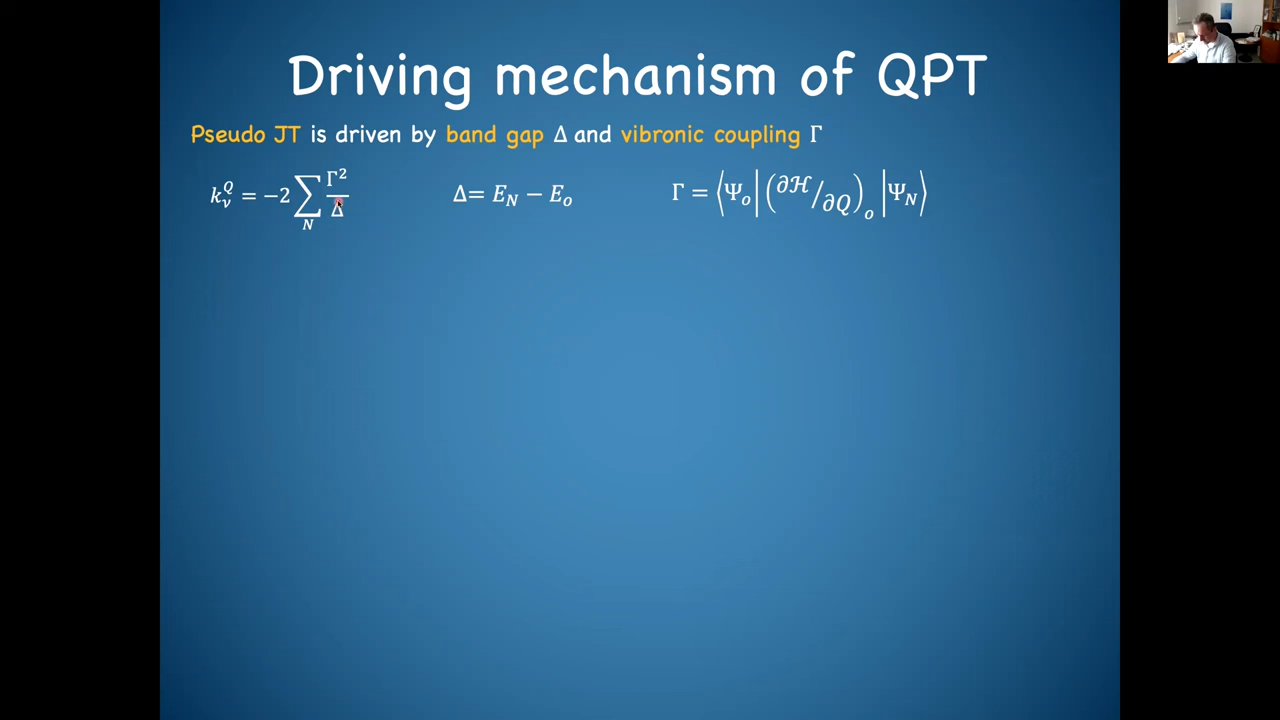 Driving mechanism of QPT
Pseudo JT is driven by band gap Δ and vibronic coupling Γ
k_ν^Q = −2 ∑_N Γ²/Δ
Δ= E_N − E_o
Γ = ⟨Ψ_o|(∂ℋ/∂Q)_o|Ψ_N⟩